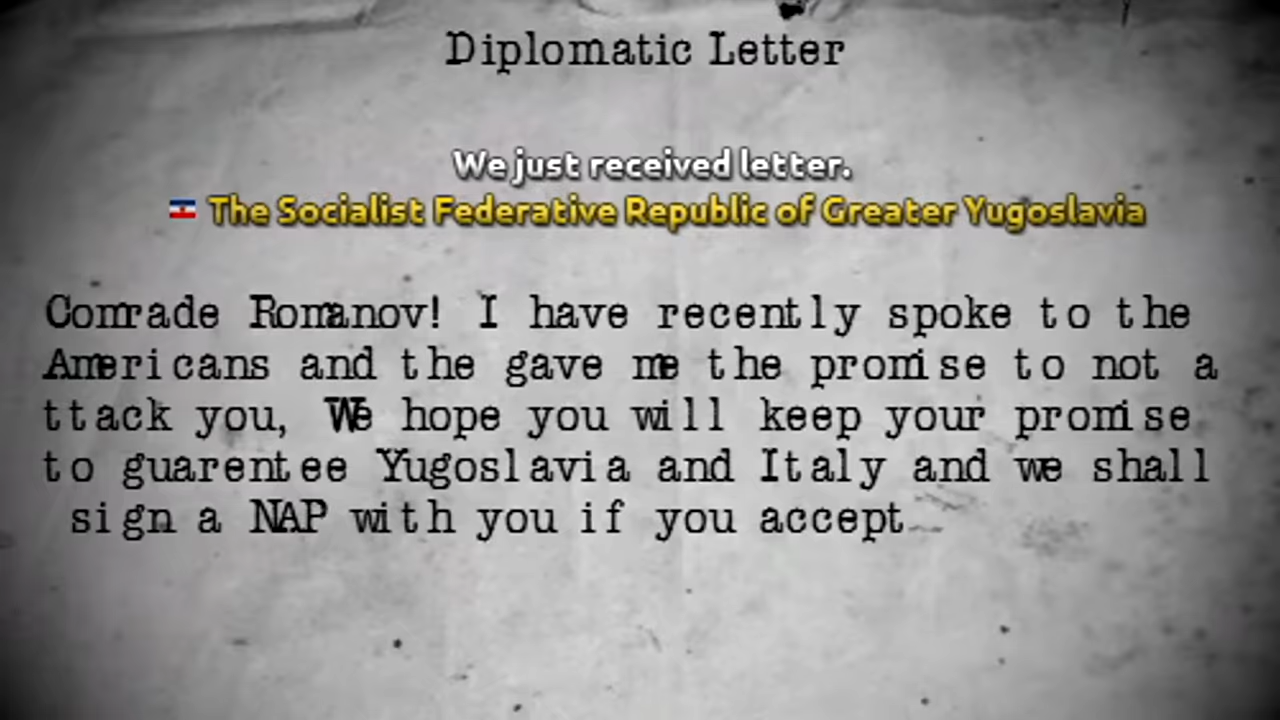 Diplomatic Letter
We just received letter.
The Socialist Federative Republic of Greater Yugoslavia
Comrade Romanov! I have recently spoke to the
Americans and the gave me the promise to not a
ttack you, We hope you will keep your promise
to guarentee Yugoslavia and Italy and we shall
sign a NAP with you if you accept